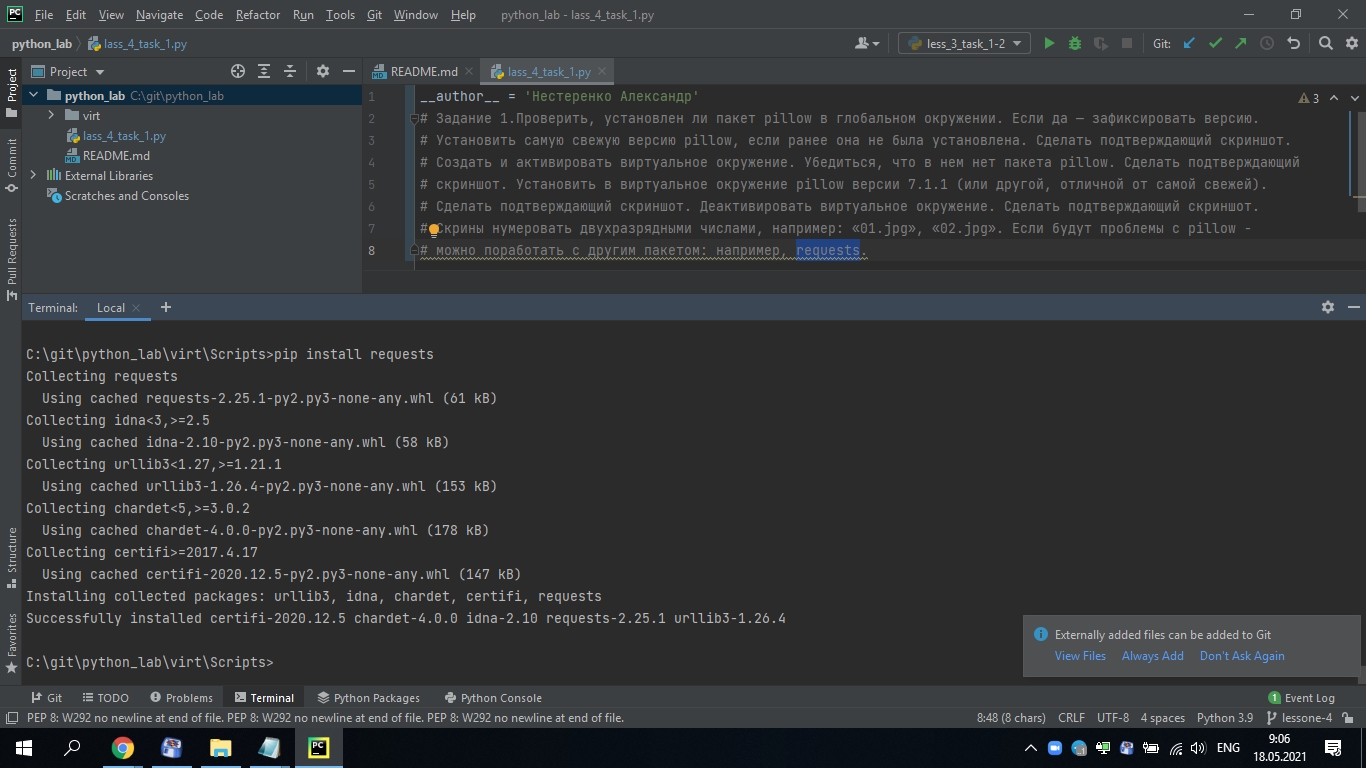 PC File Edit View Navigate Code Refactor Run Tools Git Window Help python_lab - lass_4_task_1.py
python_lab lass_4_task_1.py less_3_task_1-2 Git:
Project
README.md lass_4_task_1.py
python_lab C:\git\python_lab
virt
lass_4_task_1.py
README.md
External Libraries
Scratches and Consoles
Project
Commit
Pull Requests
Structure
Favorites
3
1 __author__ = 'Нестеренко Александр'
2 # Задание 1.Проверить, установлен ли пакет pillow в глобальном окружении. Если да — зафиксировать версию.
3 # Установить самую свежую версию pillow, если ранее она не была установлена. Сделать подтверждающий скриншот.
4 # Создать и активировать виртуальное окружение. Убедиться, что в нем нет пакета pillow. Сделать подтверждающий
5 # скриншот. Установить в виртуальное окружение pillow версии 7.1.1 (или другой, отличной от самой свежей).
6 # Сделать подтверждающий скриншот. Деактивировать виртуальное окружение. Сделать подтверждающий скриншот.
7 # Скрины нумеровать двухразрядными числами, например: «01.jpg», «02.jpg». Если будут проблемы с pillow -
8 # можно поработать с другим пакетом: например, requests.
Terminal: Local +
C:\git\python_lab\virt\Scripts>pip install requests
Collecting requests
Using cached requests-2.25.1-py2.py3-none-any.whl (61 kB)
Collecting idna<3,>=2.5
Using cached idna-2.10-py2.py3-none-any.whl (58 kB)
Collecting urllib3<1.27,>=1.21.1
Using cached urllib3-1.26.4-py2.py3-none-any.whl (153 kB)
Collecting chardet<5,>=3.0.2
Using cached chardet-4.0.0-py2.py3-none-any.whl (178 kB)
Collecting certifi>=2017.4.17
Using cached certifi-2020.12.5-py2.py3-none-any.whl (147 kB)
Installing collected packages: urllib3, idna, chardet, certifi, requests
Successfully installed certifi-2020.12.5 chardet-4.0.0 idna-2.10 requests-2.25.1 urllib3-1.26.4
C:\git\python_lab\virt\Scripts>
Externally added files can be added to Git
View Files Always Add Don't Ask Again
Git TODO Problems Terminal Python Packages Python Console 1 Event Log
PEP 8: W292 no newline at end of file. PEP 8: W292 no newline at end of file. PEP 8: W292 no newline at end of file. 8:48 (8 chars) CRLF UTF-8 4 spaces Python 3.9 lessone-4
PC
ENG
9:06
18.05.2021